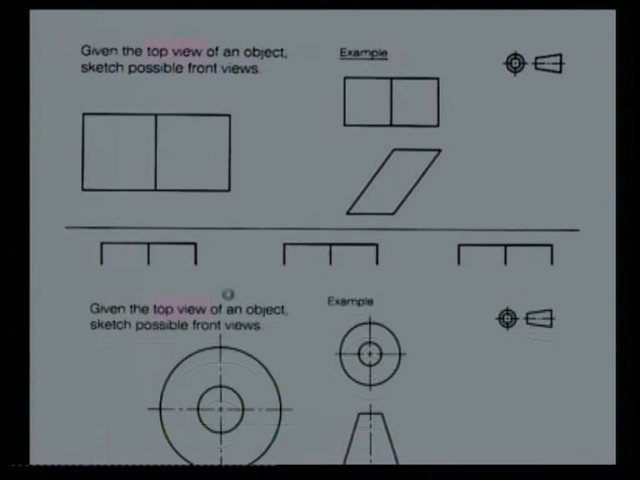 Given the top view of an object,
sketch possible front views.
Example
Given the top view of an object,
sketch possible front views.
Example